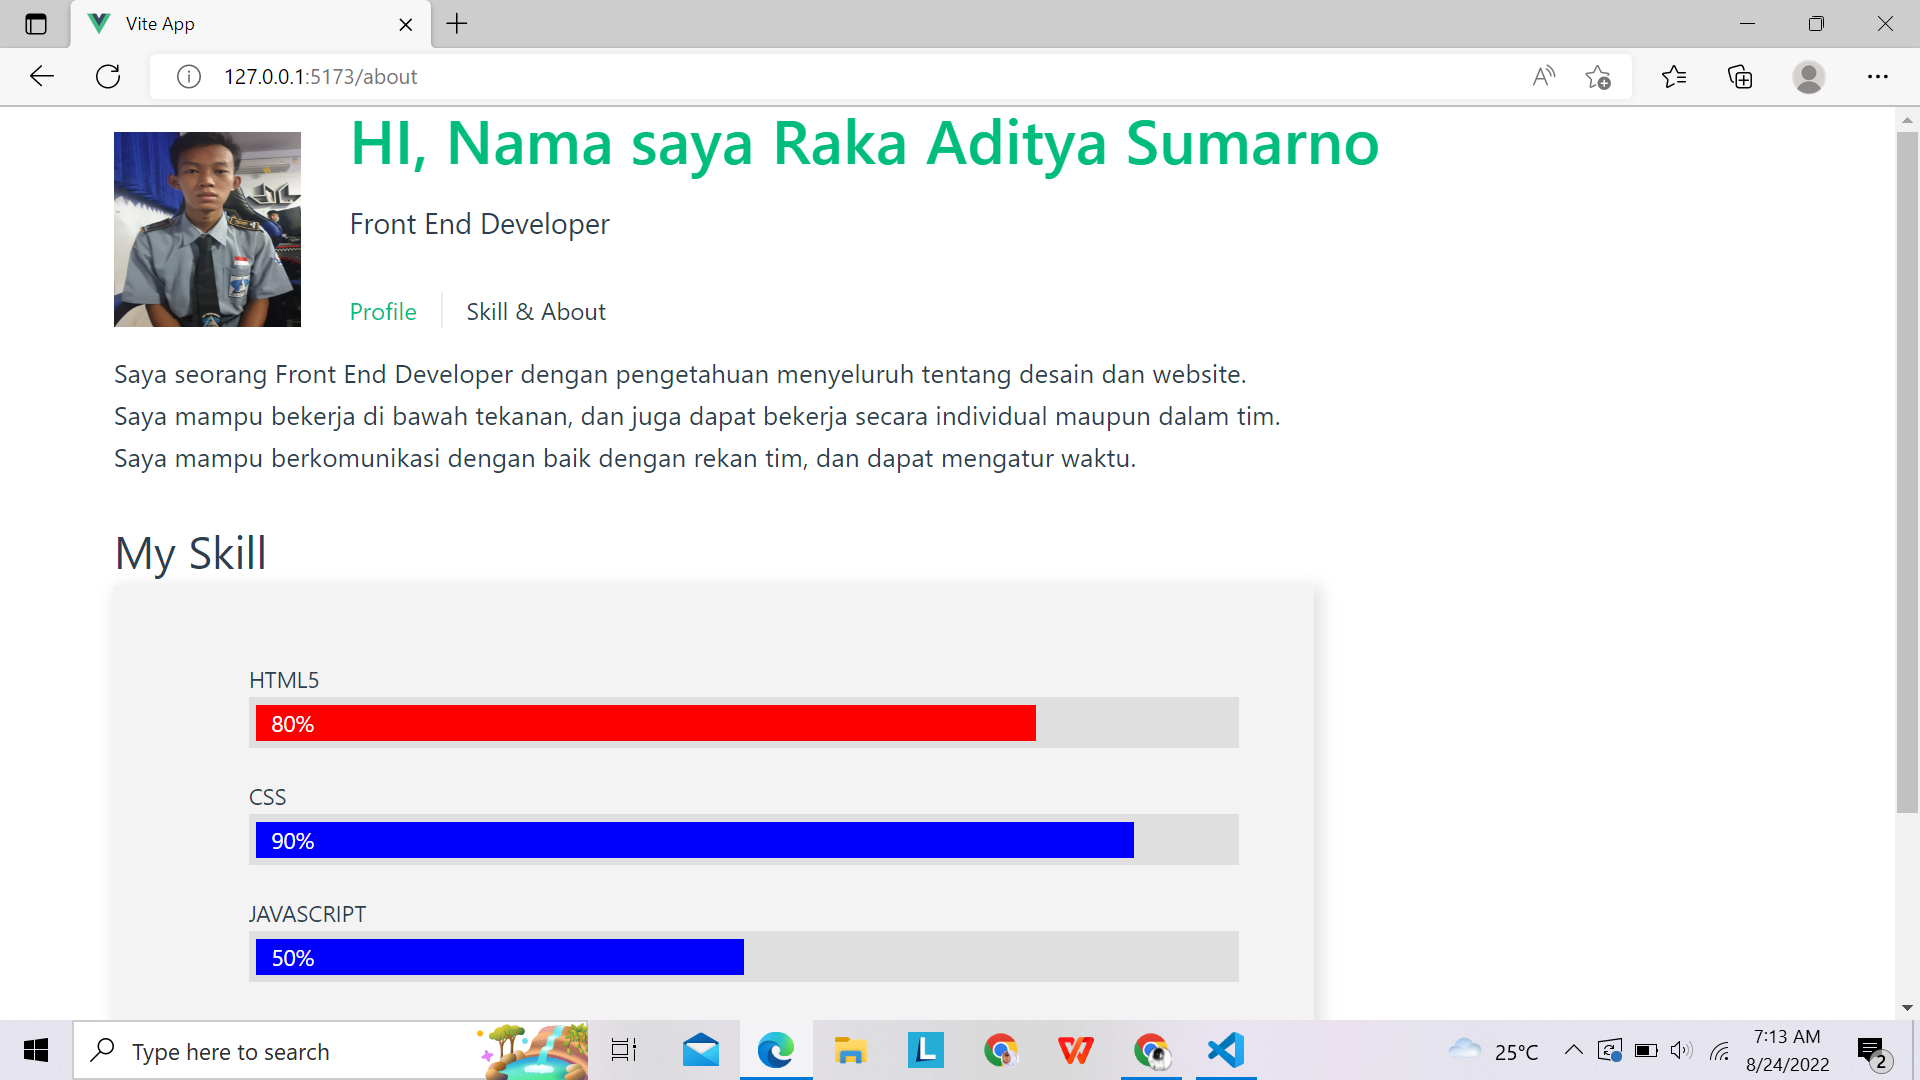 Vite App
127.0.0.1:5173/about
HI, Nama saya Raka Aditya Sumarno
Front End Developer
Profile
Skill & About
Saya seorang Front End Developer dengan pengetahuan menyeluruh tentang desain dan website.
Saya mampu bekerja di bawah tekanan, dan juga dapat bekerja secara individual maupun dalam tim.
Saya mampu berkomunikasi dengan baik dengan rekan tim, dan dapat mengatur waktu.
My Skill
HTML5
80%
CSS
90%
JAVASCRIPT
50%
Type here to search
25°C
7:13 AM
8/24/2022
2